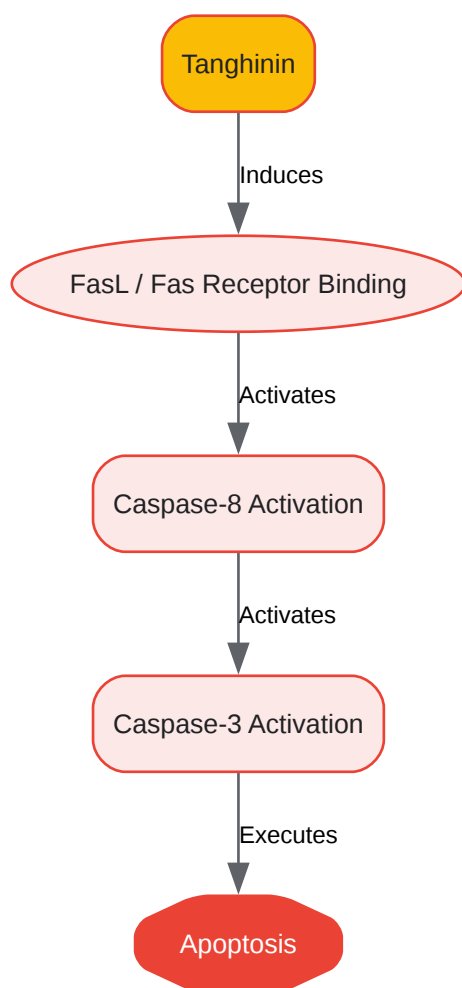 Tanghinin
Induces
FasL / Fas Receptor Binding
Activates
Caspase-8 Activation
Activates
Caspase-3 Activation
Executes
Apoptosis